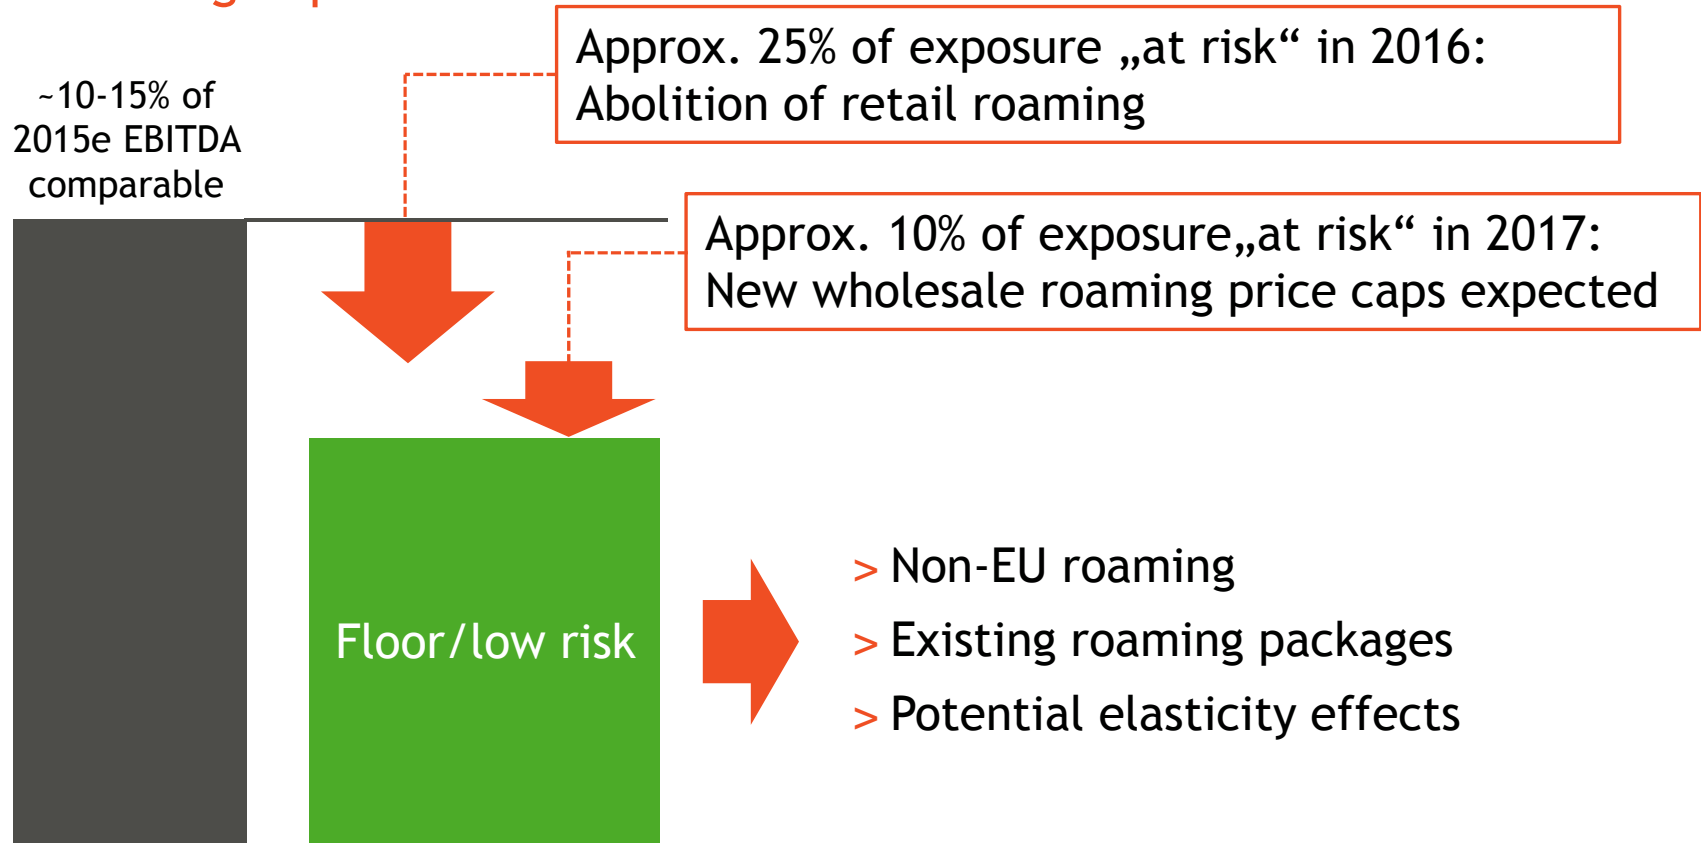 Approx. 25% of exposure „at risk“ in 2016:
Abolition of retail roaming
~10-15% of
2015e EBITDA
comparable
Approx. 10% of exposure„at risk“ in 2017:
New wholesale roaming price caps expected
Floor/low risk
> Non-EU roaming
> Existing roaming packages
> Potential elasticity effects